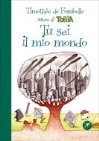 Timothée de Fombelle
autore di TOBIA
Tu sei
il mio mondo